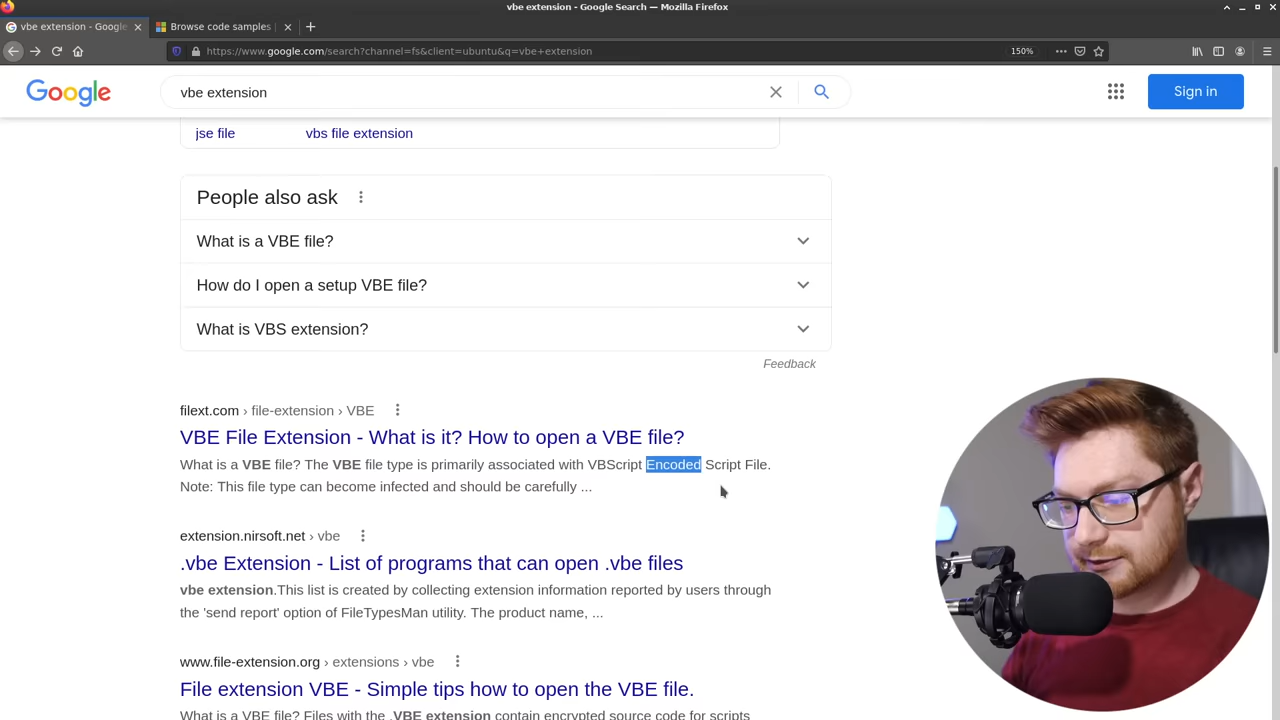 vbe extension - Google Search — Mozilla Firefox
vbe extension - Google
Browse code samples
https://www.google.com/search?channel=fs&client=ubuntu&q=vbe+extension
150%
Google
vbe extension
Sign in
jse file
vbs file extension
People also ask
What is a VBE file?
How do I open a setup VBE file?
What is VBS extension?
Feedback
filext.com › file-extension › VBE
VBE File Extension - What is it? How to open a VBE file?
What is a VBE file? The VBE file type is primarily associated with VBScript Encoded Script File.
Note: This file type can become infected and should be carefully ...
extension.nirsoft.net › vbe
.vbe Extension - List of programs that can open .vbe files
vbe extension.This list is created by collecting extension information reported by users through
the 'send report' option of FileTypesMan utility. The product name, ...
www.file-extension.org › extensions › vbe
File extension VBE - Simple tips how to open the VBE file.
What is a VBE file? Files with the .VBE extension contain encrypted source code for scripts